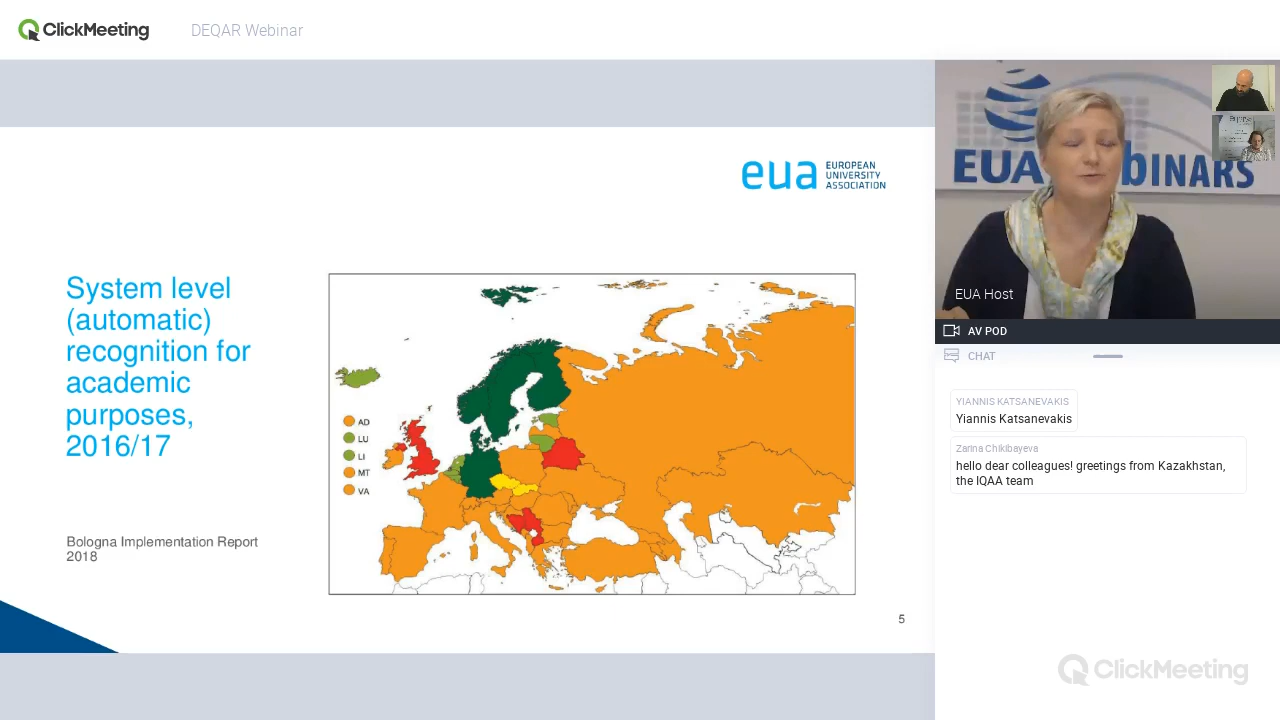 ClickMeeting
DEQAR Webinar
eua EUROPEAN
UNIVERSITY
ASSOCIATION
System level
(automatic)
recognition for
academic
purposes,
2016/17
AD
LU
LI
MT
VA
Bologna Implementation Report
2018
5
EUA
BINARS
EUA Host
AV POD
CHAT
YIANNIS KATSANEVAKIS
Yiannis Katsanevakis
Zarina Chikibayeva
hello dear colleagues! greetings from Kazakhstan,
the IQAA team
ClickMeeting